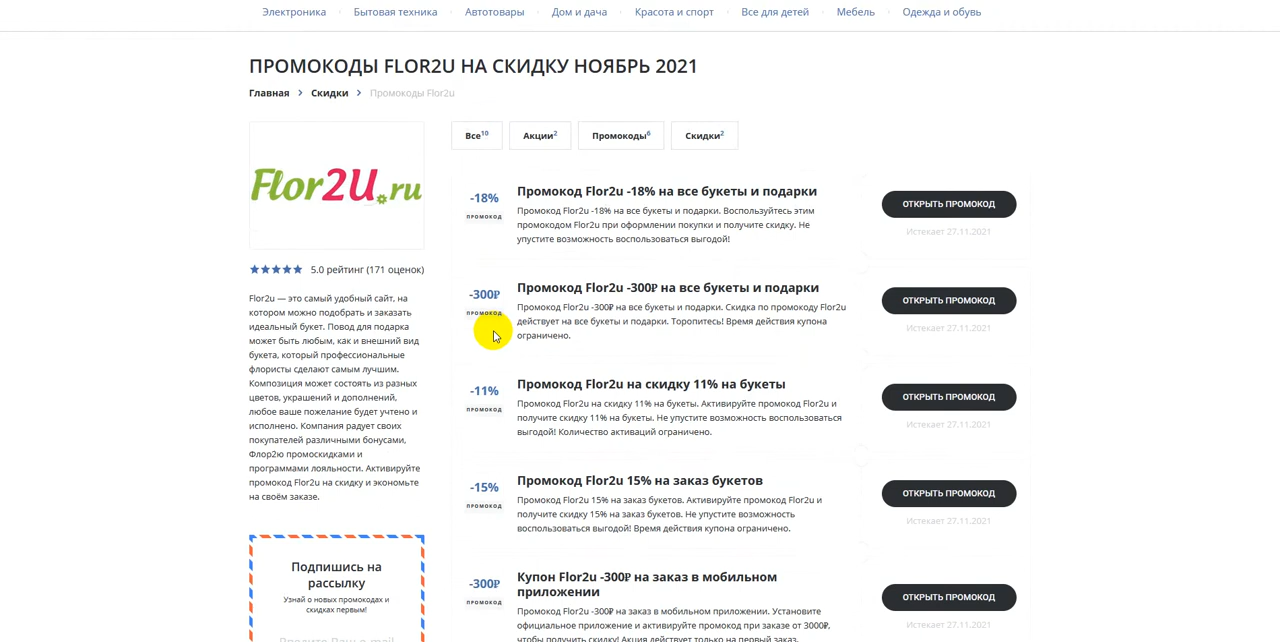 Электроника Бытовая техника Автотовары Дом и дача Красота и спорт Все для детей Мебель Одежда и обувь
ПРОМОКОДЫ FLOR2U НА СКИДКУ НОЯБРЬ 2021
Главная > Скидки > Промокоды Flor2u
Flor2U.ru
5.0 рейтинг (171 оценок)
Flor2u — это самый удобный сайт, на
котором можно подобрать и заказать
идеальный букет. Повод для подарка
может быть любым, как и внешний вид
букета, который профессиональные
флористы сделают самым лучшим.
Композиция может состоять из разных
цветов, украшений и дополнений,
любое ваше пожелание будет учтено и
исполнено. Компания радует своих
покупателей различными бонусами,
Флор2ю промоскидками и
программами лояльности. Активируйте
промокод Flor2u на скидку и экономьте
на своём заказе.
Подпишись на
рассылку
Узнай о новых промокодах и
скидках первым!
Введите Ваш e-mail
Все10 Акции2 Промокоды6 Скидки2
-18%
ПРОМОКОД
Промокод Flor2u -18% на все букеты и подарки
Промокод Flor2u -18% на все букеты и подарки. Воспользуйтесь этим
промокодом Flor2u при оформлении покупки и получите скидку. Не
упустите возможность воспользоваться выгодой!
ОТКРЫТЬ ПРОМОКОД
Истекает 27.11.2021
-300₽
ПРОМОКОД
Промокод Flor2u -300₽ на все букеты и подарки
Промокод Flor2u -300₽ на все букеты и подарки. Скидка по промокоду Flor2u
действует на все букеты и подарки. Торопитесь! Время действия купона
ограничено.
ОТКРЫТЬ ПРОМОКОД
Истекает 27.11.2021
-11%
ПРОМОКОД
Промокод Flor2u на скидку 11% на букеты
Промокод Flor2u на скидку 11% на букеты. Активируйте промокод Flor2u и
получите скидку 11% на букеты. Не упустите возможность воспользоваться
выгодой! Количество активаций ограничено.
ОТКРЫТЬ ПРОМОКОД
Истекает 27.11.2021
-15%
ПРОМОКОД
Промокод Flor2u 15% на заказ букетов
Промокод Flor2u 15% на заказ букетов. Активируйте промокод Flor2u и
получите скидку 15% на заказ букетов. Не упустите возможность
воспользоваться выгодой! Время действия купона ограничено.
ОТКРЫТЬ ПРОМОКОД
Истекает 27.11.2021
-300₽
ПРОМОКОД
Купон Flor2u -300₽ на заказ в мобильном
приложении
Промокод Flor2u -300₽ на заказ в мобильном приложении. Установите
официальное приложение и активируйте промокод при заказе от 3000₽,
чтобы получить скидку! Акция действует только на первый заказ.
ОТКРЫТЬ ПРОМОКОД
Истекает 27.11.2021